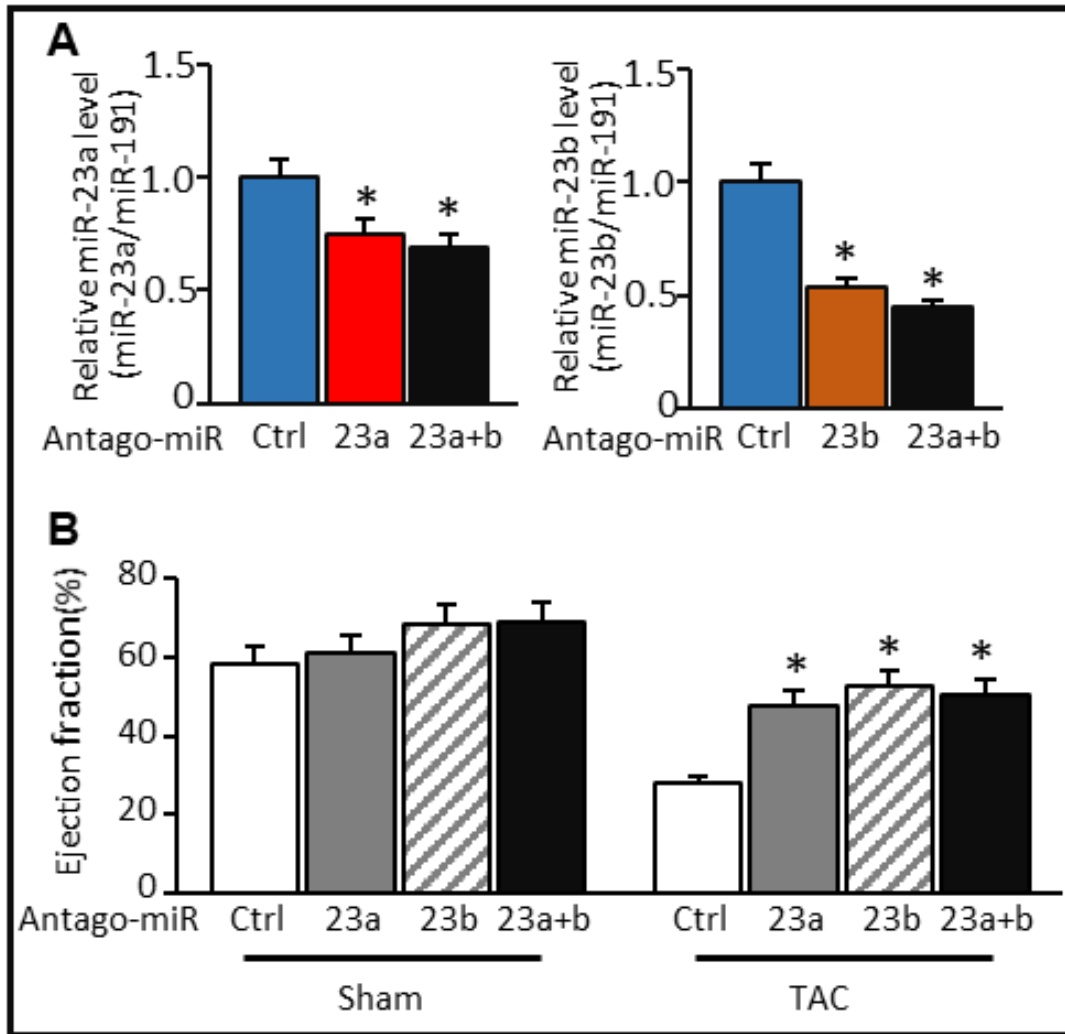 A
Relative miR-23a level
(miR-23a/miR-191)
1.5
1.0
0.5
0
* *
Antago-miR Ctrl 23a 23a+b
Relative miR-23b level
(miR-23b/miR-191)
1.5
1.0
0.5
0
* *
Antago-miR Ctrl 23b 23a+b
B
Ejection fraction(%)
80
60
40
20
0
* * *
Antago-miR Ctrl 23a 23b 23a+b Ctrl 23a 23b 23a+b
Sham TAC